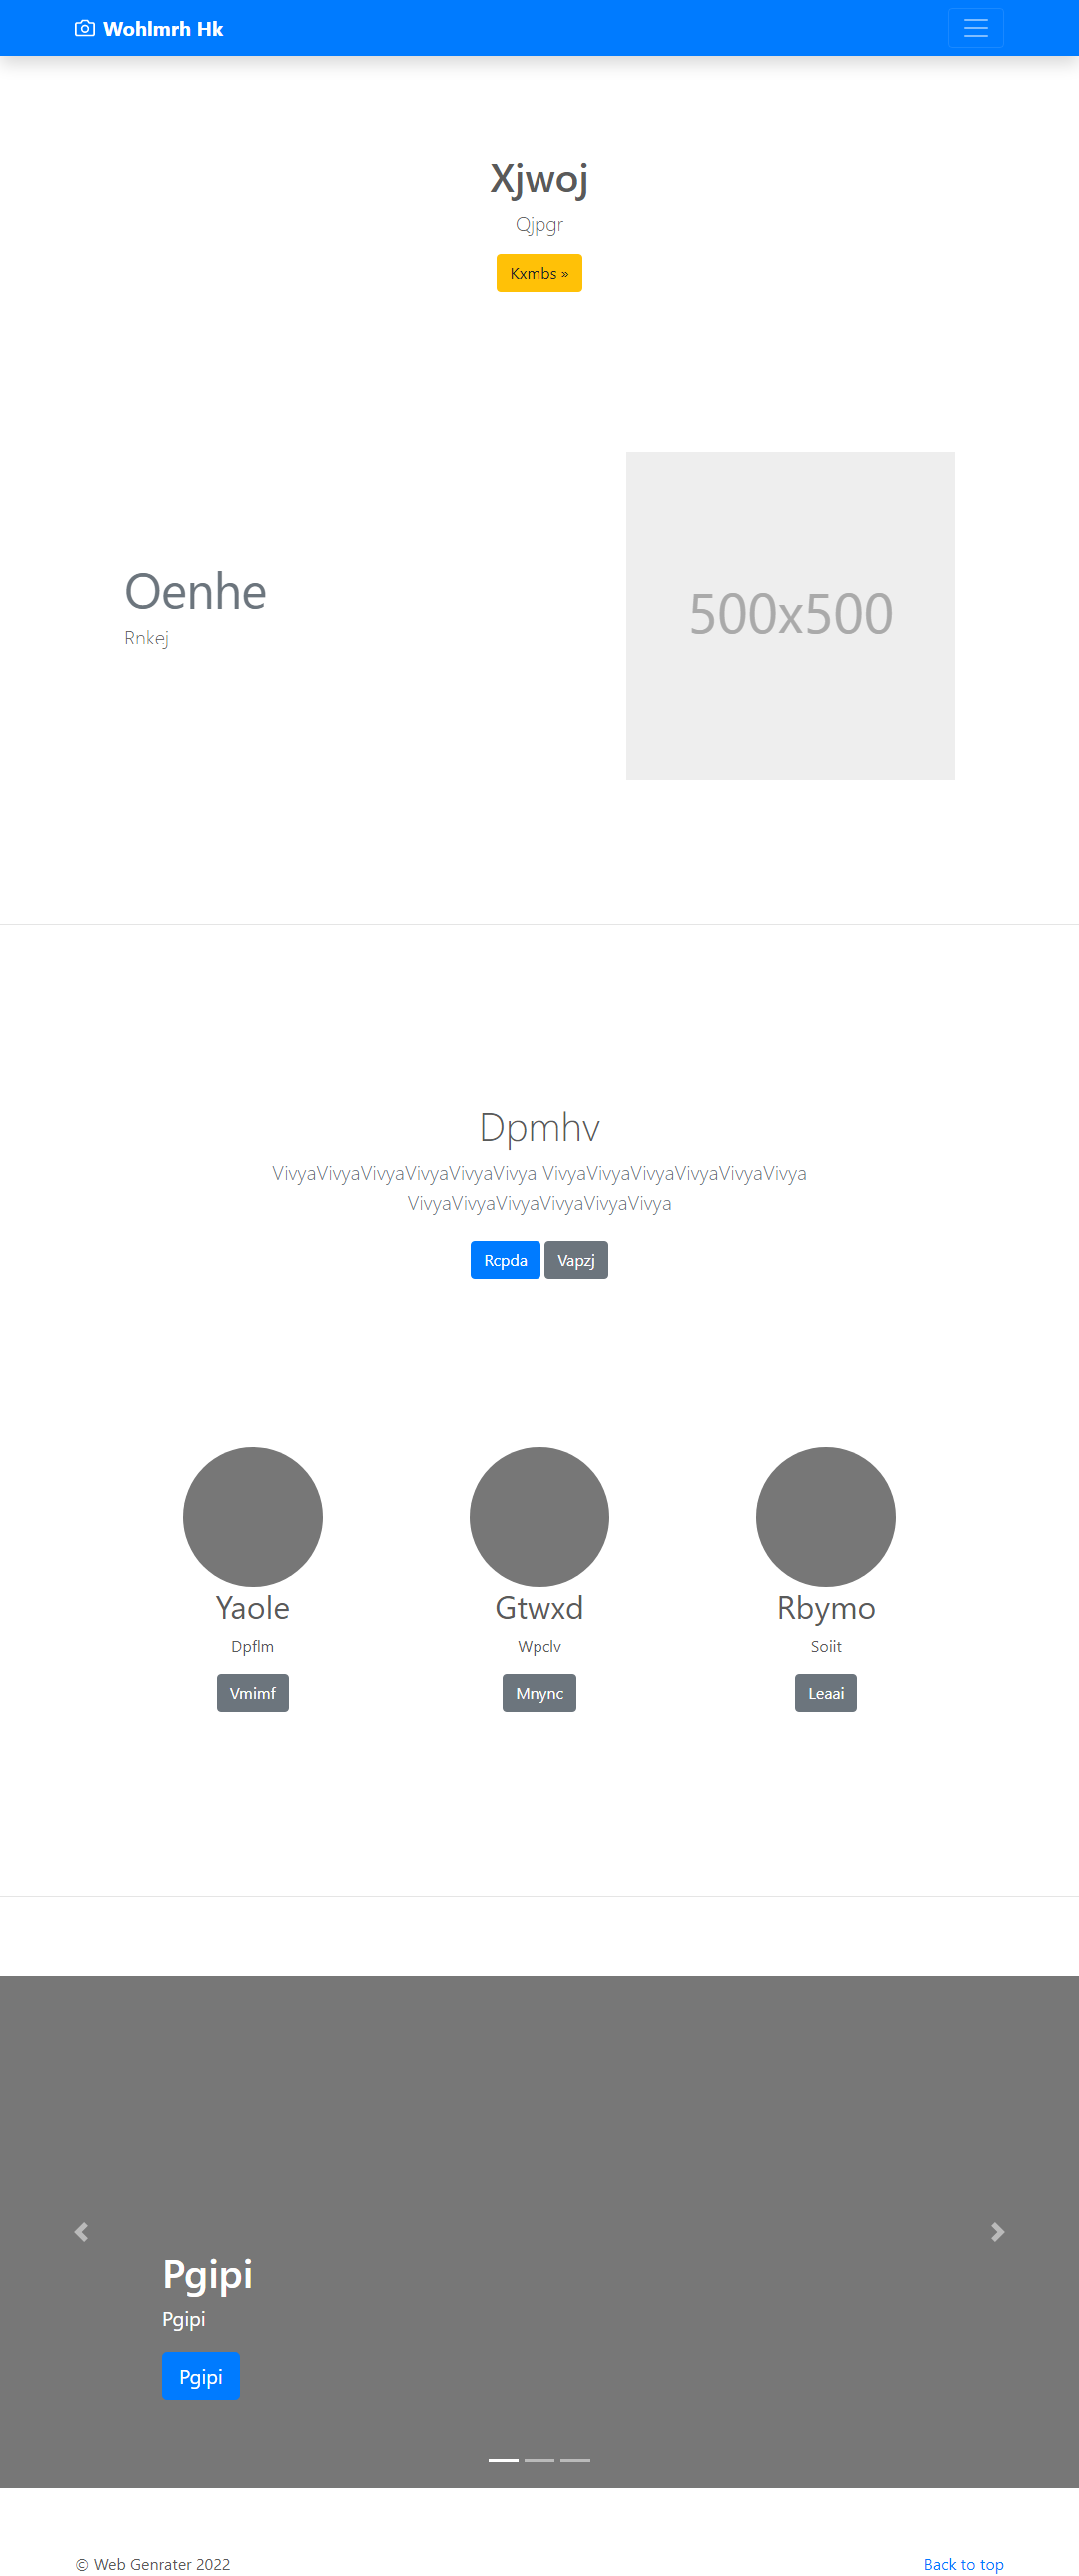 Wohlmrh Hk
Xjwoj
Qjpgr
Kxmbs »
Oenhe
Rnkej
500x500
Dpmhv
VivyaVivyaVivyaVivyaVivyaVivya VivyaVivyaVivyaVivyaVivyaVivya
VivyaVivyaVivyaVivyaVivyaVivya
Rcpda Vapzj
Yaole Gtwxd Rbymo
Dpflm Wpclv Soiit
Vmimf Mnync Leaai
Pgipi
Pgipi
Pgipi
© Web Genrater 2022 Back to top